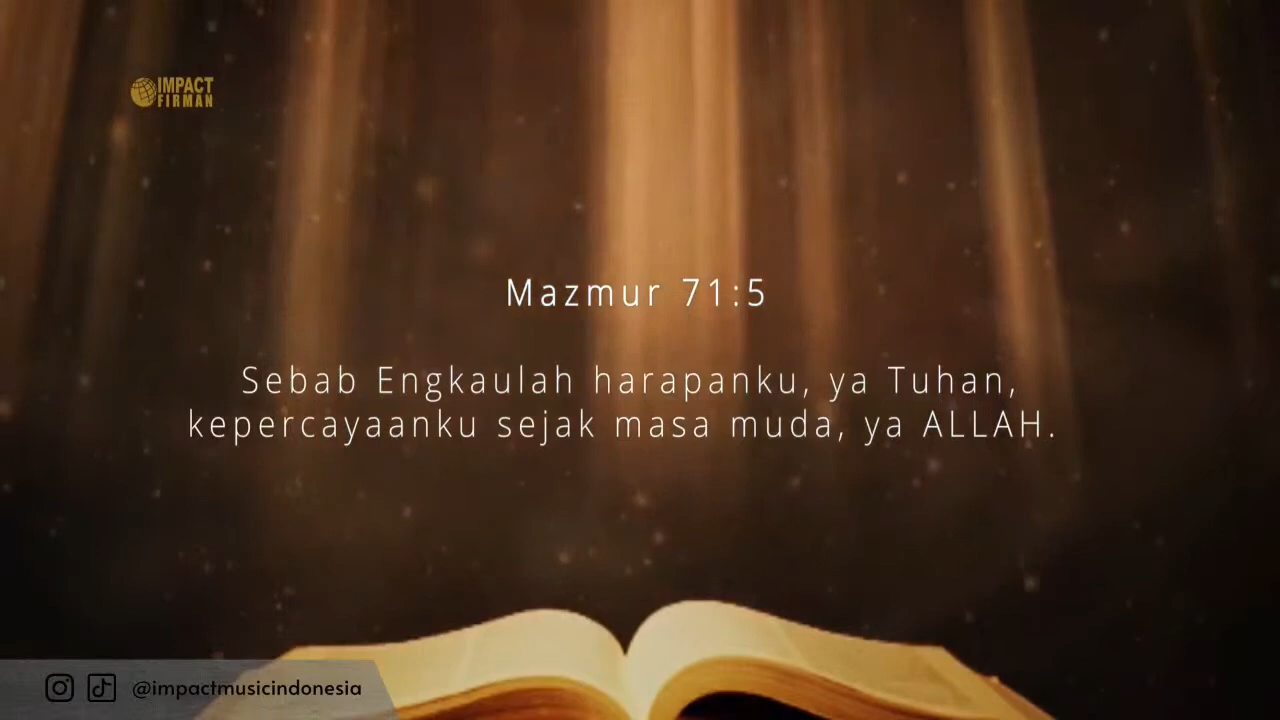 IMPACT
FIRMAN
Mazmur 71:5
Sebab Engkaulah harapanku, ya Tuhan,
kepercayaanku sejak masa muda, ya ALLAH.
@impactmusicindonesia